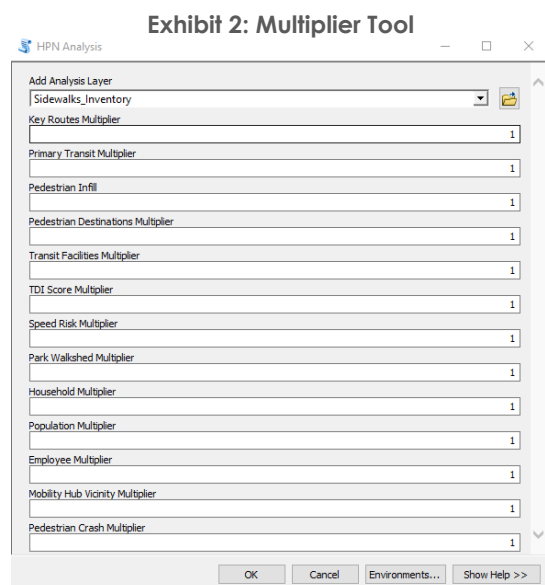 Exhibit 2: Multiplier Tool
HPN Analysis
Add Analysis Layer
Sidewalks_Inventory
Key Routes Multiplier
1
Primary Transit Multiplier
1
Pedestrian Infill
1
Pedestrian Destinations Multiplier
1
Transit Facilities Multiplier
1
TDI Score Multiplier
1
Speed Risk Multiplier
1
Park Walkshed Multiplier
1
Household Multiplier
1
Population Multiplier
1
Employee Multiplier
1
Mobility Hub Vicinity Multiplier
1
Pedestrian Crash Multiplier
1
OK Cancel Environments... Show Help >>